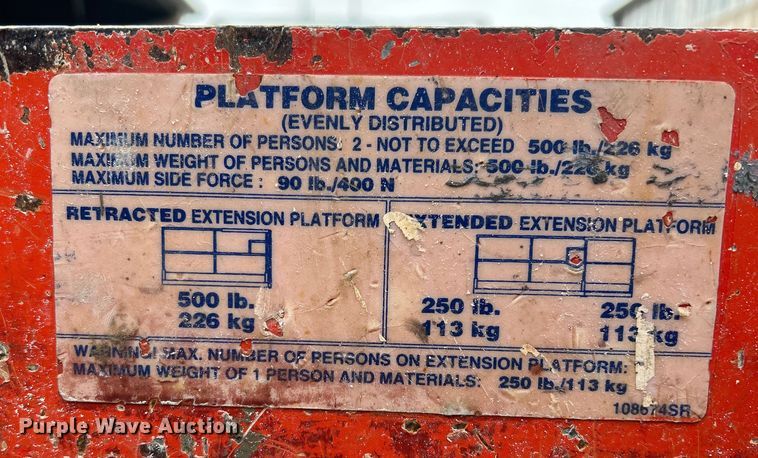 PLATFORM CAPACITIES
(EVENLY DISTRIBUTED)
MAXIMUM NUMBER OF PERSONS: 2 - NOT TO EXCEED 500 lb./226 kg
MAXIMUM WEIGHT OF PERSONS AND MATERIALS: 500 lb./226 kg
MAXIMUM SIDE FORCE : 90 lb./400 N
RETRACTED EXTENSION PLATFORM
500 lb.
226 kg
EXTENDED EXTENSION PLATFORM
250 lb. 250 lb.
113 kg 113 kg
WARNING! MAX. NUMBER OF PERSONS ON EXTENSION PLATFORM:
MAXIMUM WEIGHT OF 1 PERSON AND MATERIALS: 250 lb./113 kg
108674SR
Purple Wave Auction